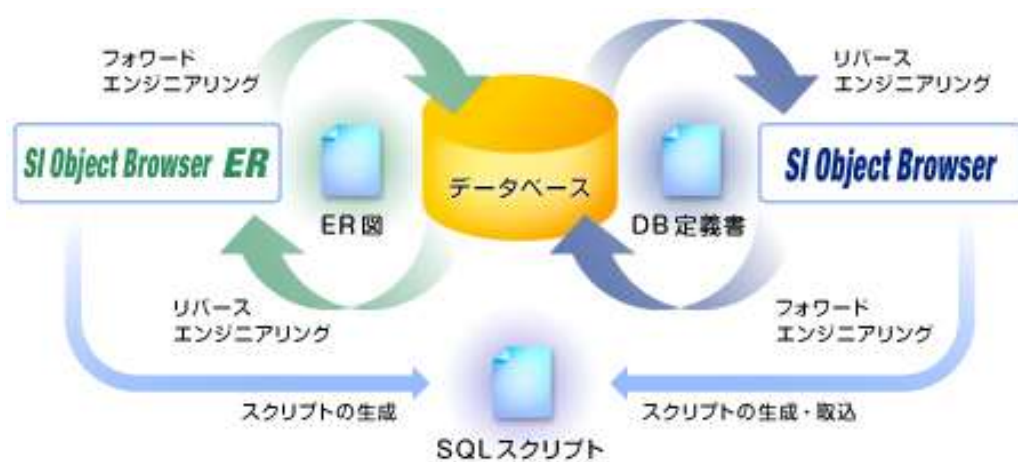 フォワード
エンジニアリング
リバース
エンジニアリング
SI Object Browser ER
データベース
SI Object Browser
ER図
DB定義書
リバース
エンジニアリング
フォワード
エンジニアリング
スクリプトの生成
スクリプトの生成・取込
SQLスクリプト